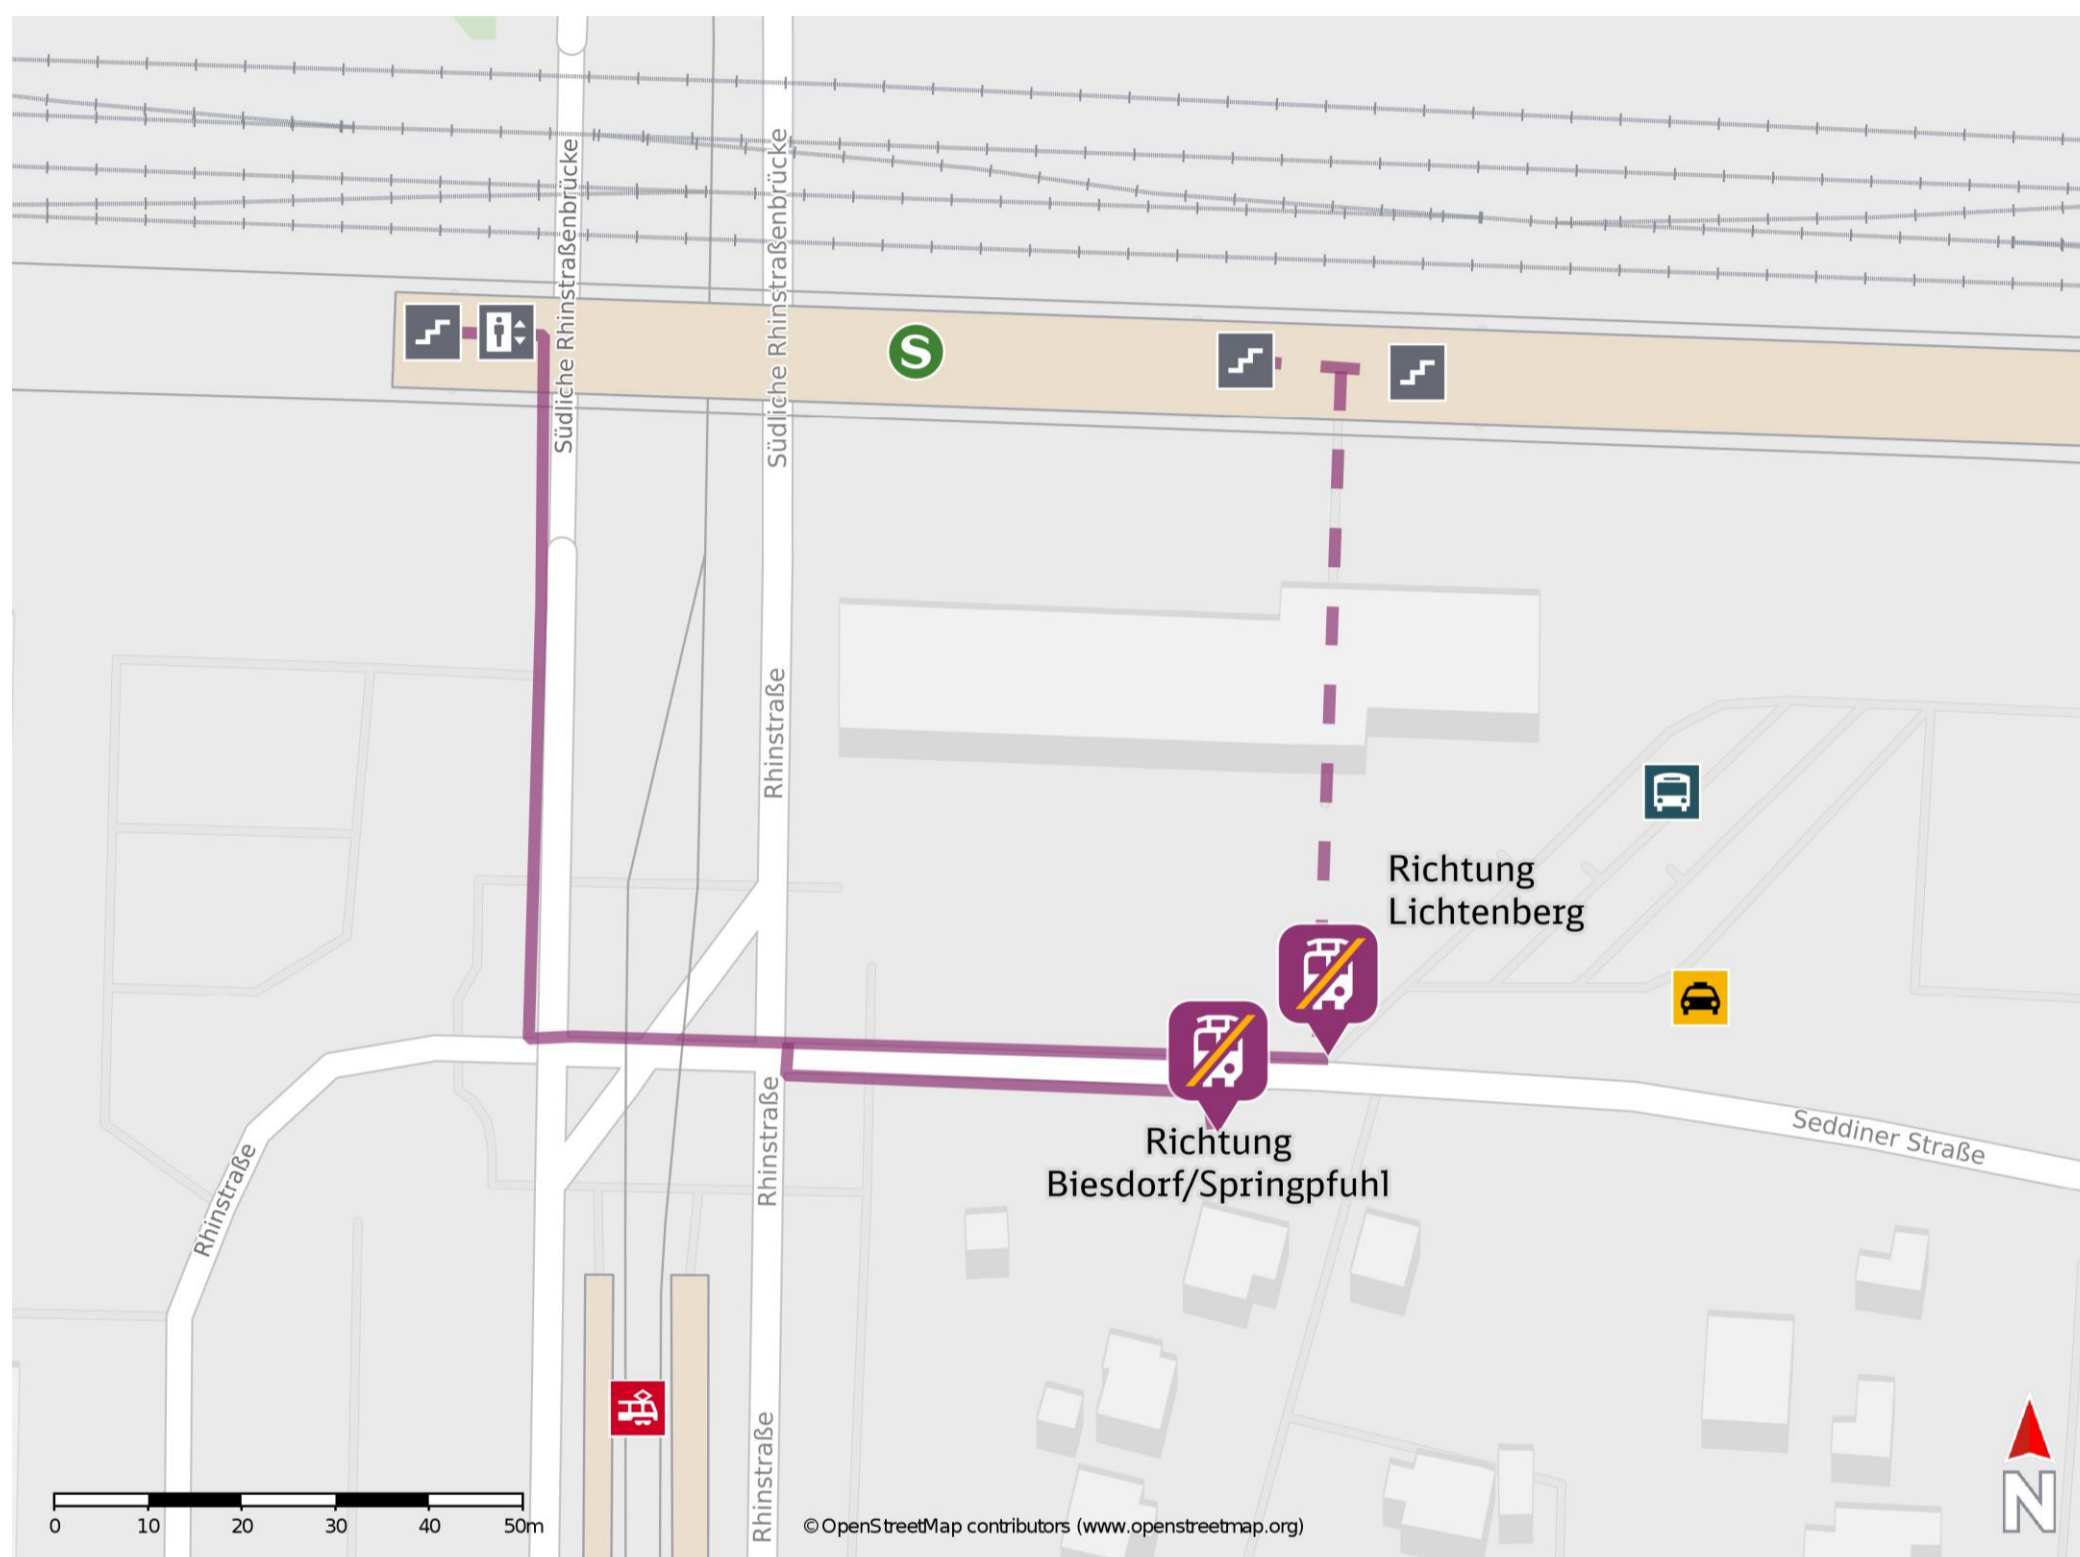 Südliche Rhinstraßenbrücke
Südliche Rhinstraßenbrücke
S
Rhinstraße
Richtung
Lichtenberg
Rhinstraße
Rhinstraße
Richtung
Biesdorf/Springpfuhl
Seddiner Straße
Rhinstraße
N
0 10 20 30 40 50m
© OpenStreetMap contributors (www.openstreetmap.org)